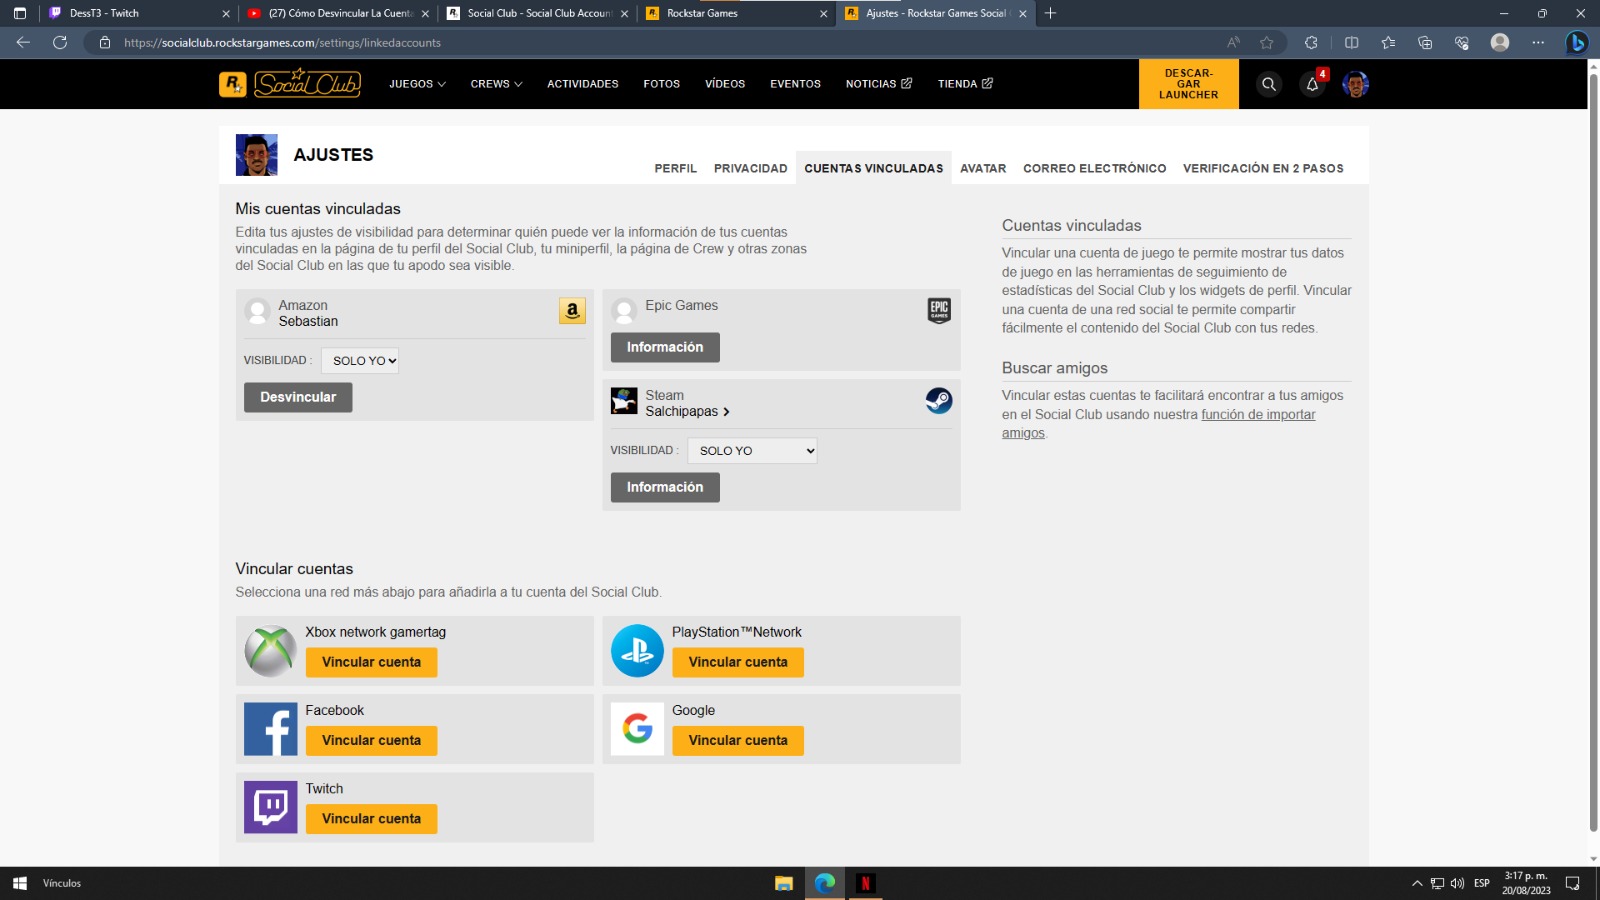 DessT3 - Twitch
(27) Cómo Desvincular La Cuenta
Social Club - Social Club Accoun
Rockstar Games
Ajustes - Rockstar Games Social
https://socialclub.rockstargames.com/settings/linkedaccounts
R
Social Club
JUEGOS
CREWS
ACTIVIDADES
FOTOS
VÍDEOS
EVENTOS
NOTICIAS
TIENDA
DESCAR-
GAR
LAUNCHER
4
AJUSTES
PERFIL
PRIVACIDAD
CUENTAS VINCULADAS
AVATAR
CORREO ELECTRÓNICO
VERIFICACIÓN EN 2 PASOS
Mis cuentas vinculadas
Edita tus ajustes de visibilidad para determinar quién puede ver la información de tus cuentas
vinculadas en la página de tu perfil del Social Club, tu miniperfil, la página de Crew y otras zonas
del Social Club en las que tu apodo sea visible.
Amazon
Sebastian
a
VISIBILIDAD :
SOLO YO
Desvincular
Epic Games
EPIC
GAMES
Información
Steam
Salchipapas
VISIBILIDAD :
SOLO YO
Información
Cuentas vinculadas
Vincular una cuenta de juego te permite mostrar tus datos
de juego en las herramientas de seguimiento de
estadísticas del Social Club y los widgets de perfil. Vincular
una cuenta de una red social te permite compartir
fácilmente el contenido del Social Club con tus redes.
Buscar amigos
Vincular estas cuentas te facilitará encontrar a tus amigos
en el Social Club usando nuestra función de importar
amigos.
Vincular cuentas
Selecciona una red más abajo para añadirla a tu cuenta del Social Club.
Xbox network gamertag
Vincular cuenta
PlayStation™Network
Vincular cuenta
Facebook
Vincular cuenta
Google
Vincular cuenta
Twitch
Vincular cuenta
Vínculos
N
ESP
3:17 p. m.
20/08/2023